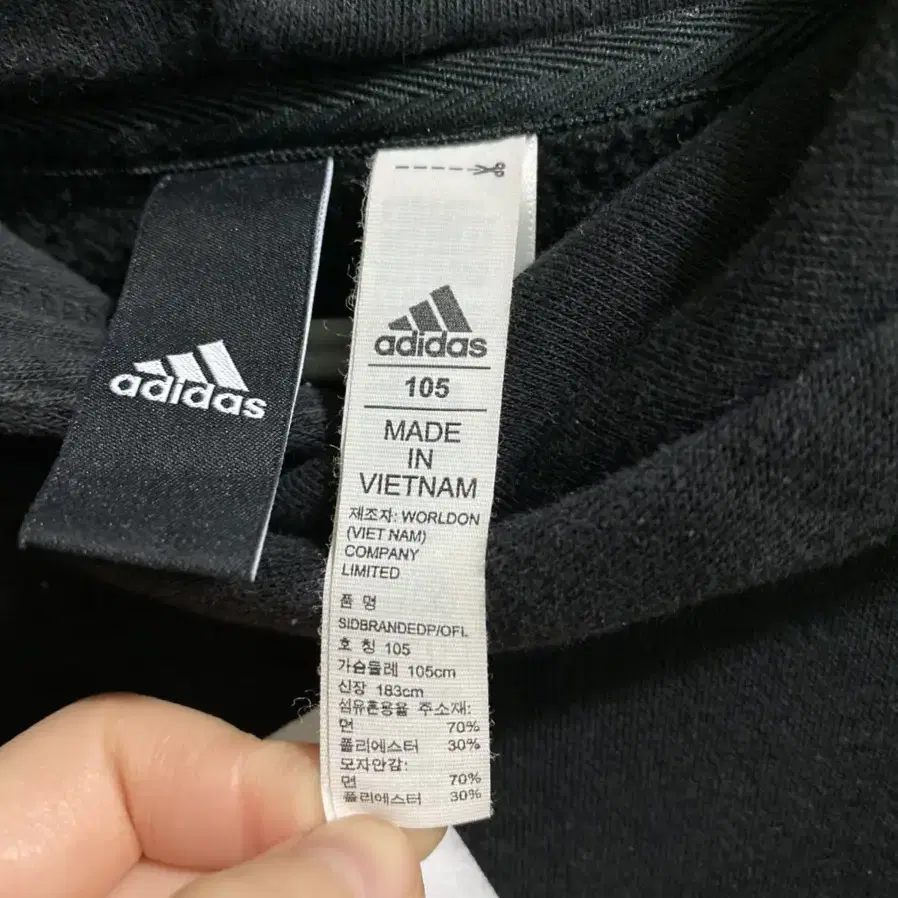 adidas
adidas
105
MADE
IN
VIETNAM
제조자: WORLDON
(VIET NAM)
COMPANY
LIMITED
품 명
SIDBRANDEDP/OFL
호 칭 105
가슴둘레 105cm
신장 183cm
섬유혼용율 주소재:
면 70%
폴리에스터 30%
모자안감:
면 70%
폴리에스터 30%